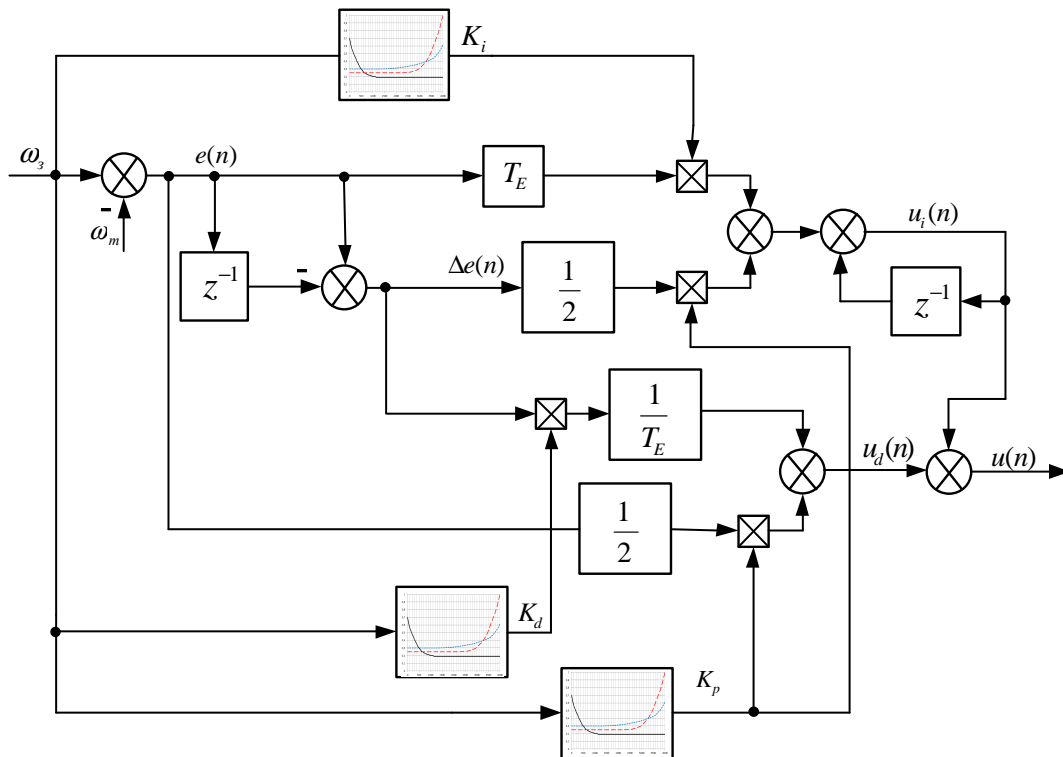 K_i
ω_з
e(n)
T_E
-
ω_m
u_i(n)
z^{-1}
-
Δe(n)
1/2
z^{-1}
1/T_E
u_d(n)
u(n)
1/2
K_d
K_p